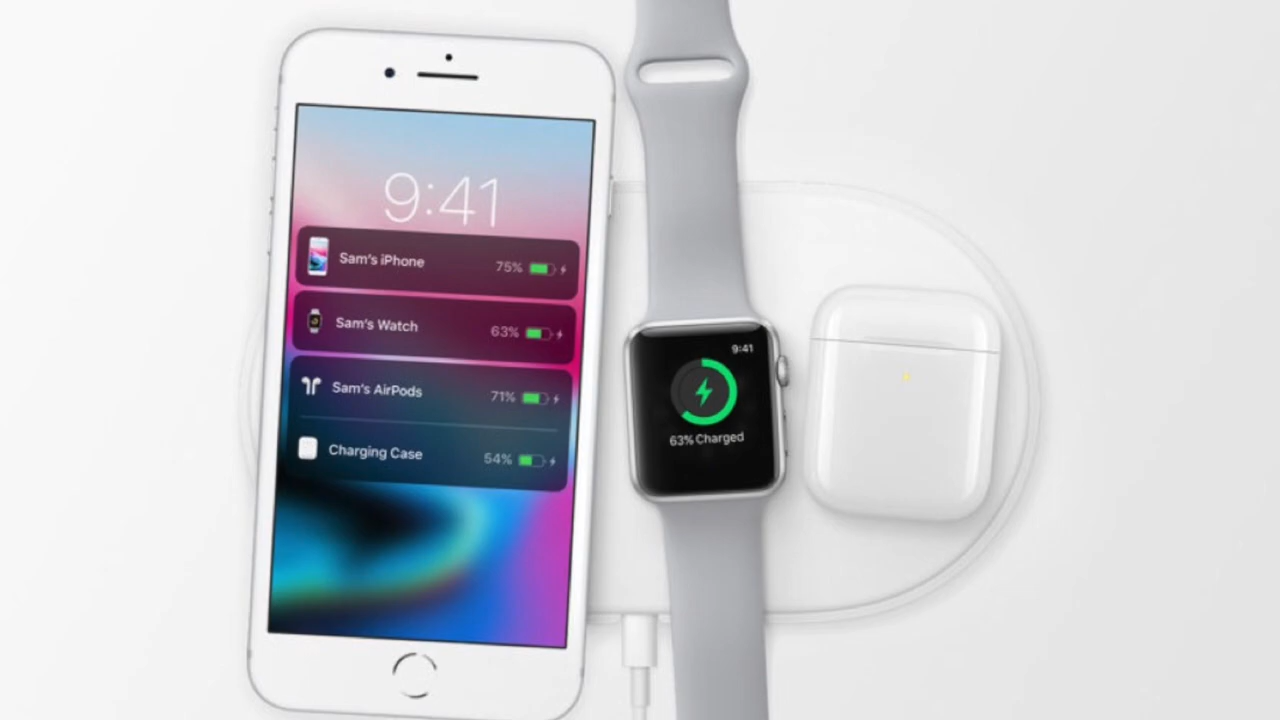 9:41
Sam's iPhone 75%
Sam's Watch 63%
Sam's AirPods 71%
Charging Case 54%
9:41
63% Charged